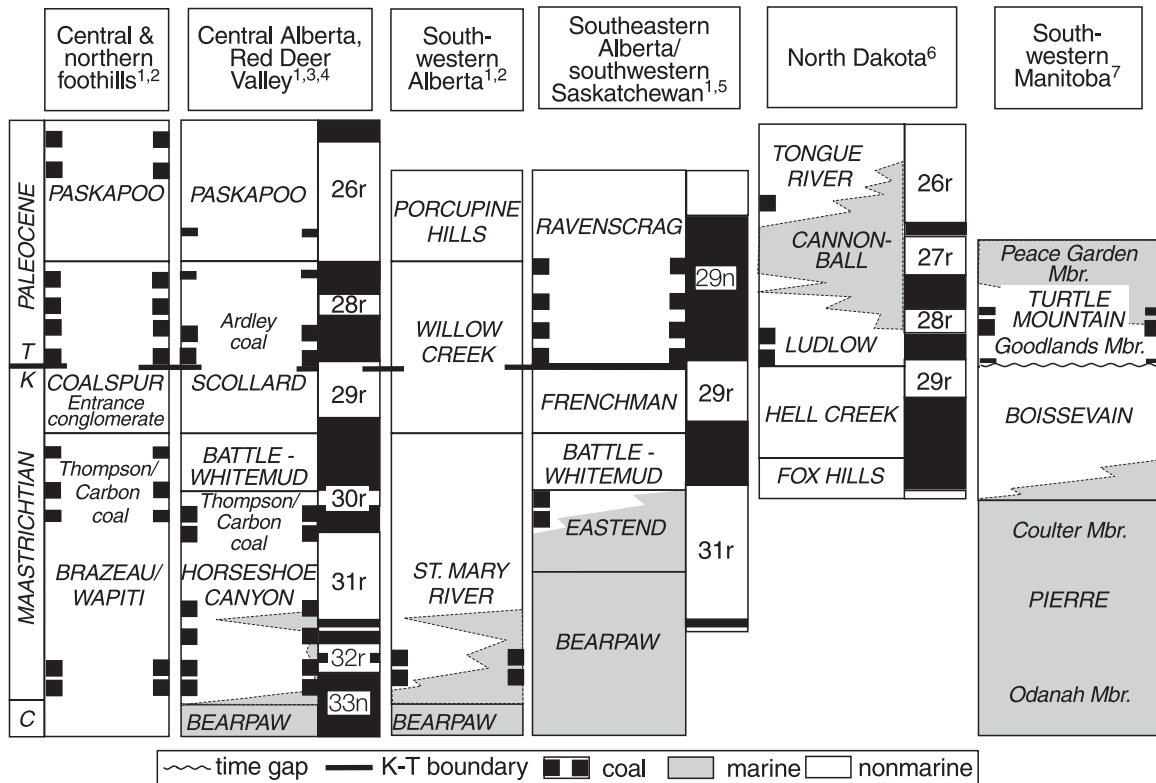 Central &
northern
foothills1,2
Central Alberta,
Red Deer
Valley1,3,4
South-
western
Alberta1,2
Southeastern
Alberta/
southwestern
Saskatchewan1,5
North Dakota6
South-
western
Manitoba7
PALEOCENE
T
K
MAASTRICHTIAN
C
PASKAPOO
COALSPUR
Entrance
conglomerate
Thompson/
Carbon
coal
BRAZEAU/
WAPITI
PASKAPOO
Ardley
coal
SCOLLARD
BATTLE -
WHITEMUD
Thompson/
Carbon
coal
HORSESHOE
CANYON
BEARPAW
26r
28r
29r
30r
31r
32r
33n
PORCUPINE
HILLS
WILLOW
CREEK
ST. MARY
RIVER
BEARPAW
RAVENSCRAG
FRENCHMAN
BATTLE -
WHITEMUD
EASTEND
BEARPAW
29n
29r
31r
TONGUE
RIVER
CANNON-
BALL
LUDLOW
HELL CREEK
FOX HILLS
26r
27r
28r
29r
Peace Garden
Mbr.
TURTLE
MOUNTAIN
Goodlands Mbr.
BOISSEVAIN
Coulter Mbr.
PIERRE
Odanah Mbr.
time gap K-T boundary coal marine nonmarine